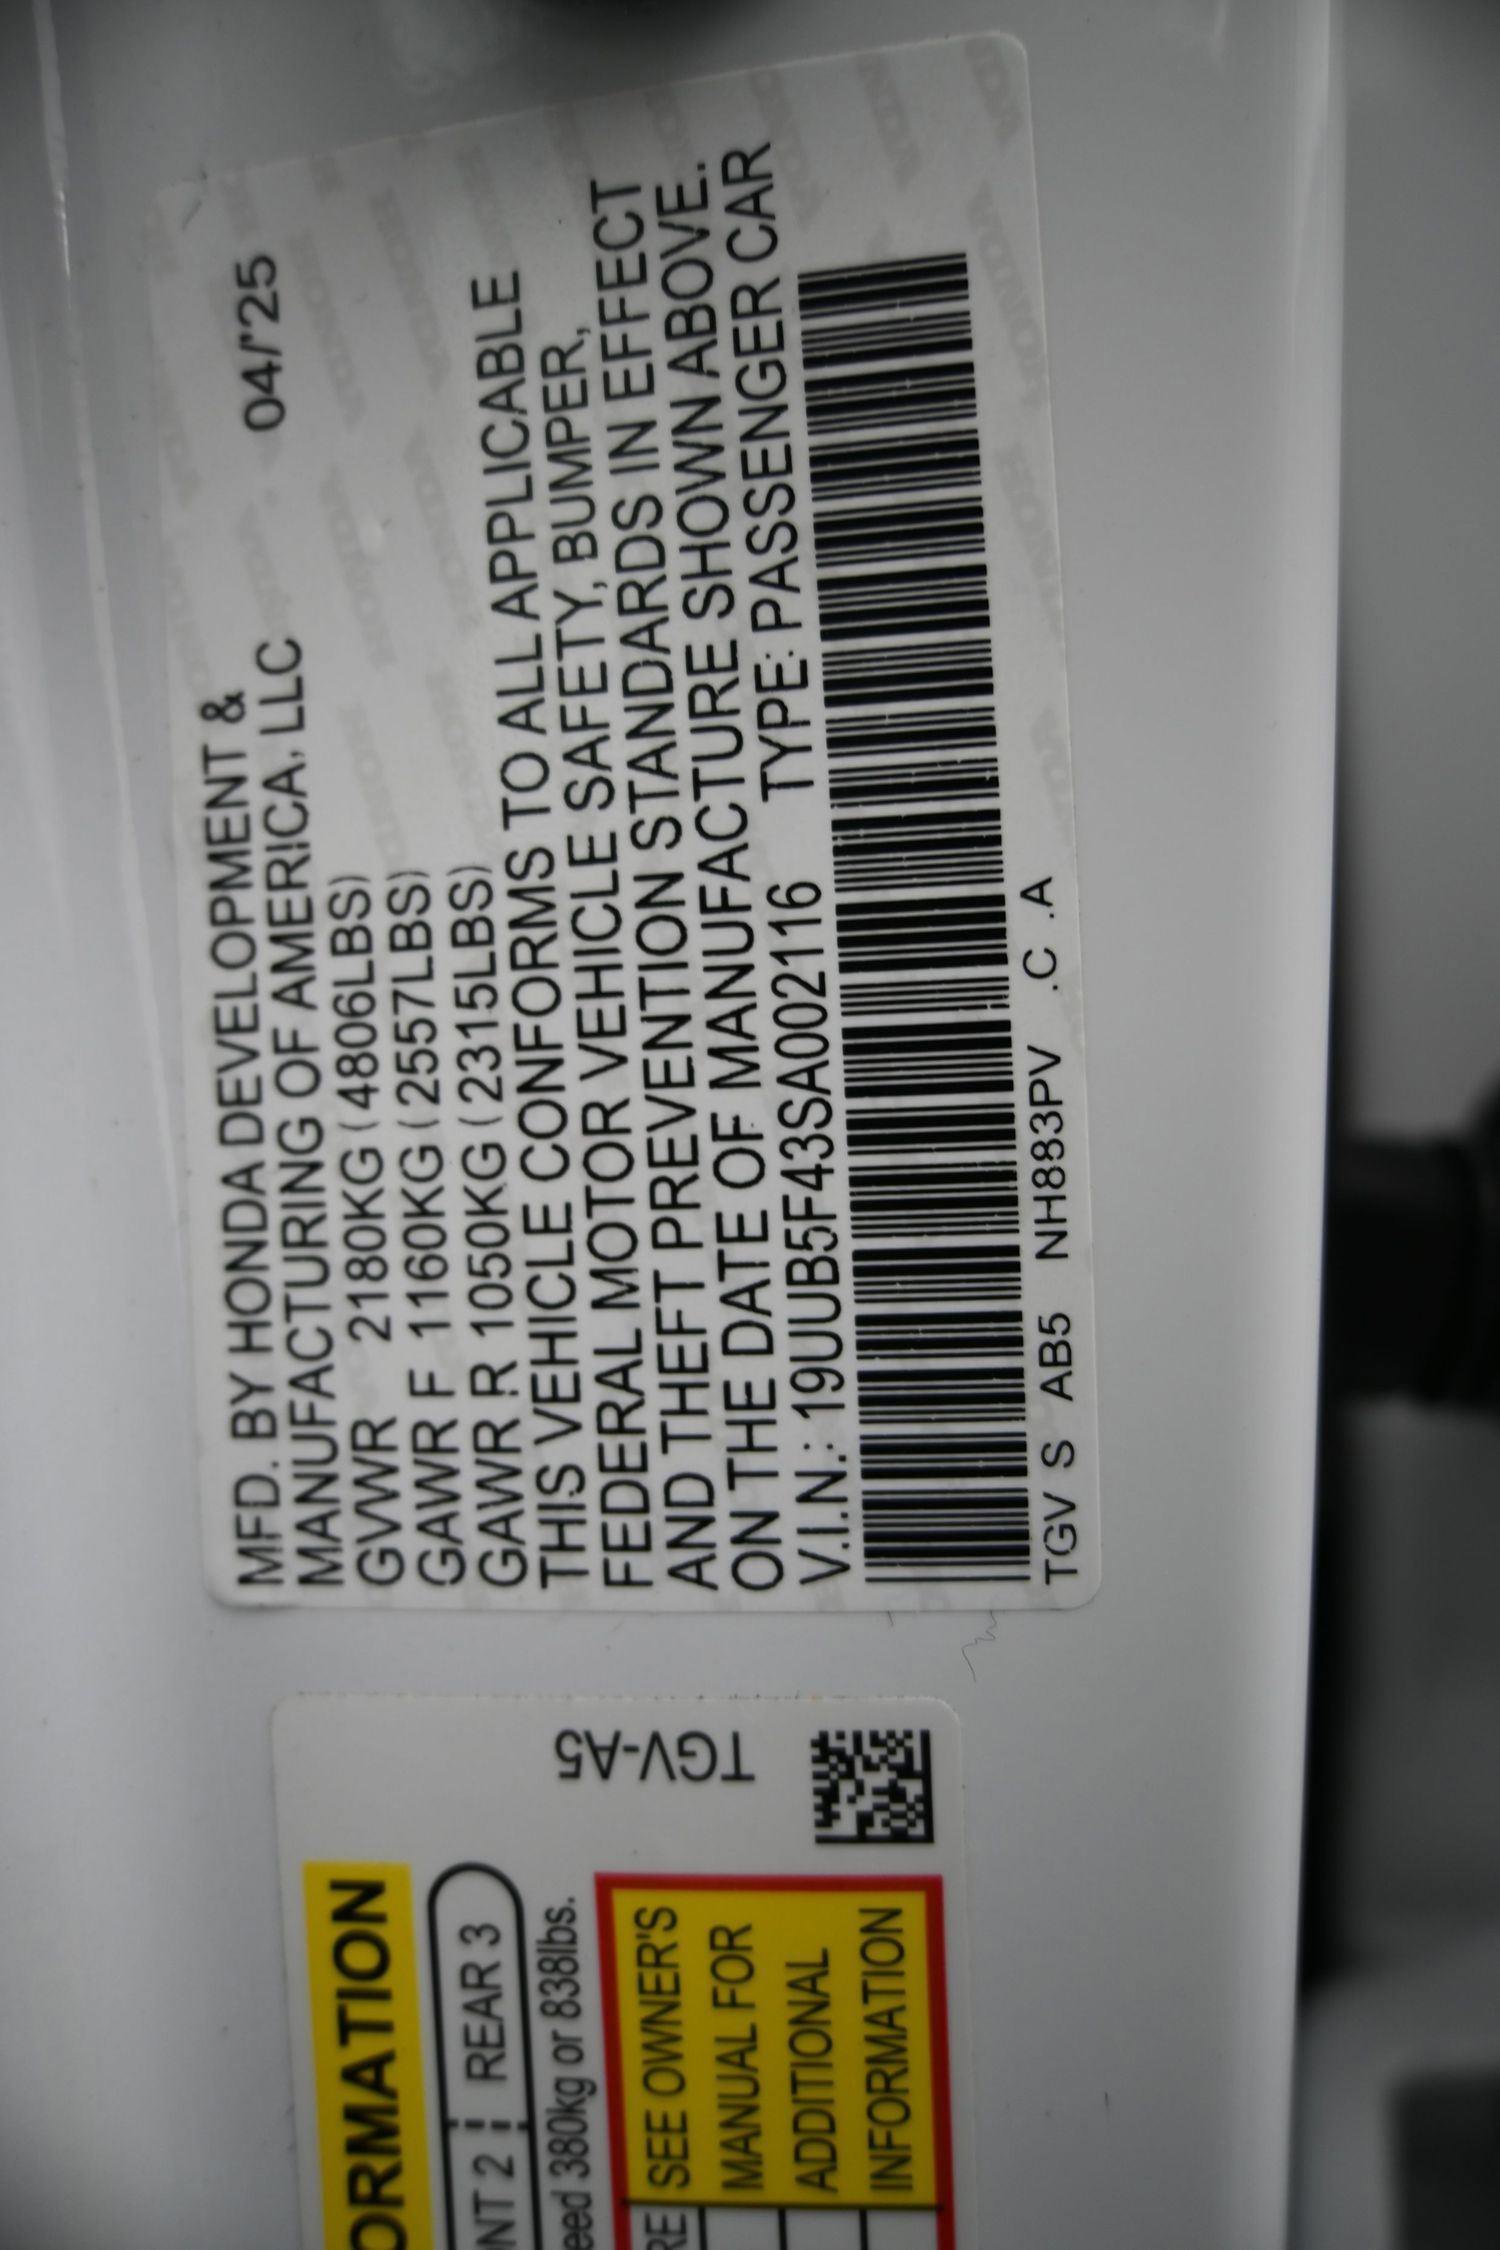 MFD. BY HONDA DEVELOPMENT &
MANUFACTURING OF AMERICA, LLC 04/'25
GVWR 2180KG (4806LBS)
GAWR F 1160KG (2557LBS)
GAWR R 1050KG (2315LBS)
THIS VEHICLE CONFORMS TO ALL APPLICABLE
FEDERAL MOTOR VEHICLE SAFETY, BUMPER,
AND THEFT PREVENTION STANDARDS IN EFFECT
ON THE DATE OF MANUFACTURE SHOWN ABOVE.
V.I.N.: 19UUB5F43SA002116 TYPE: PASSENGER CAR
TGV S AB5 NH883PV .C .A
TGV-A5
ORMATION
NT 2 REAR 3
eed 380kg or 838lbs.
RE
SEE OWNER'S
MANUAL FOR
ADDITIONAL
INFORMATION